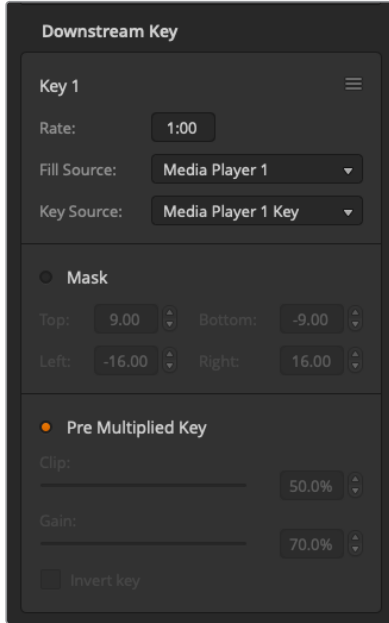 Downstream Key
Key 1
Rate: 1:00
Fill Source: Media Player 1
Key Source: Media Player 1 Key
Mask
Top: 9.00 Bottom: -9.00
Left: -16.00 Right: 16.00
Pre Multiplied Key
Clip:
50.0%
Gain:
70.0%
Invert key